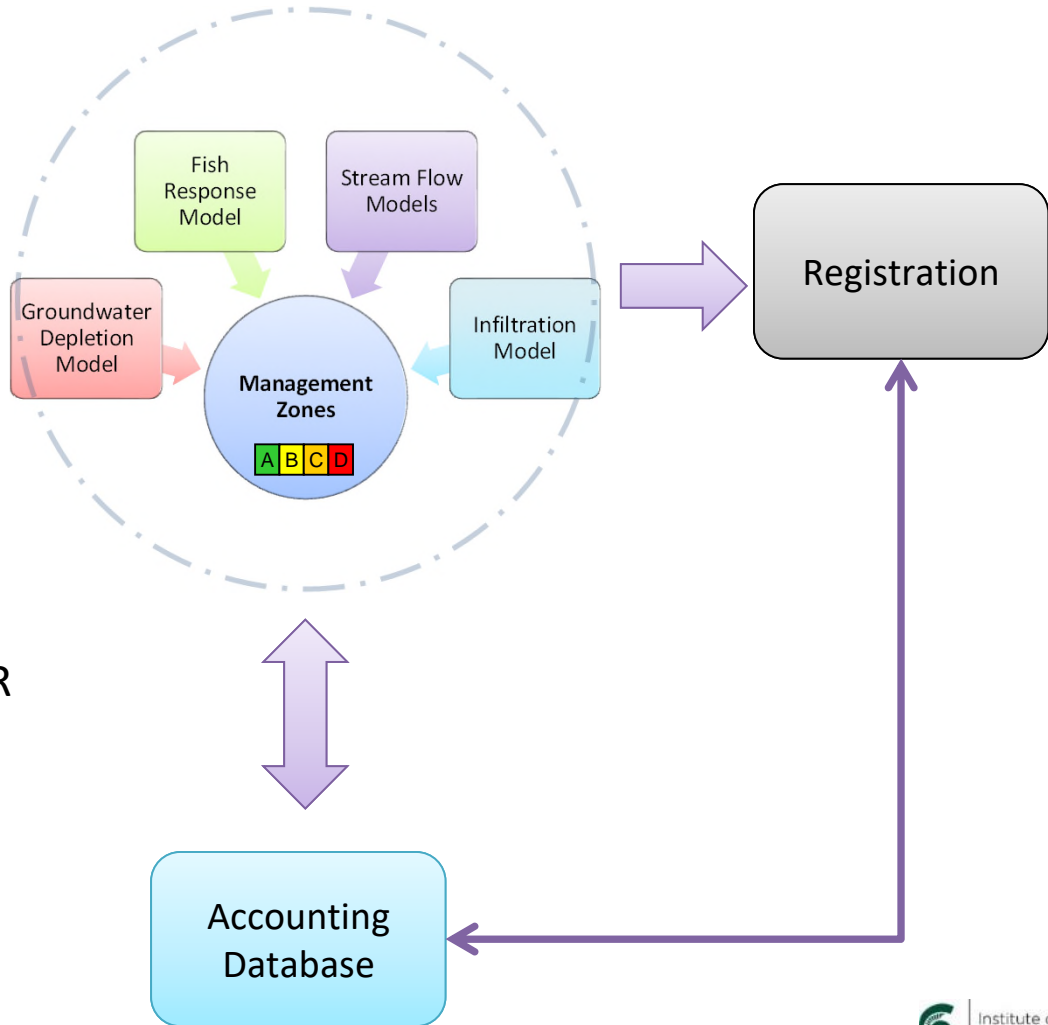 Fish
Response
Model
Stream Flow
Models
Groundwater
Depletion
Model
Infiltration
Model
Management
Zones
A B C D
Registration
R
Accounting
Database
Institute